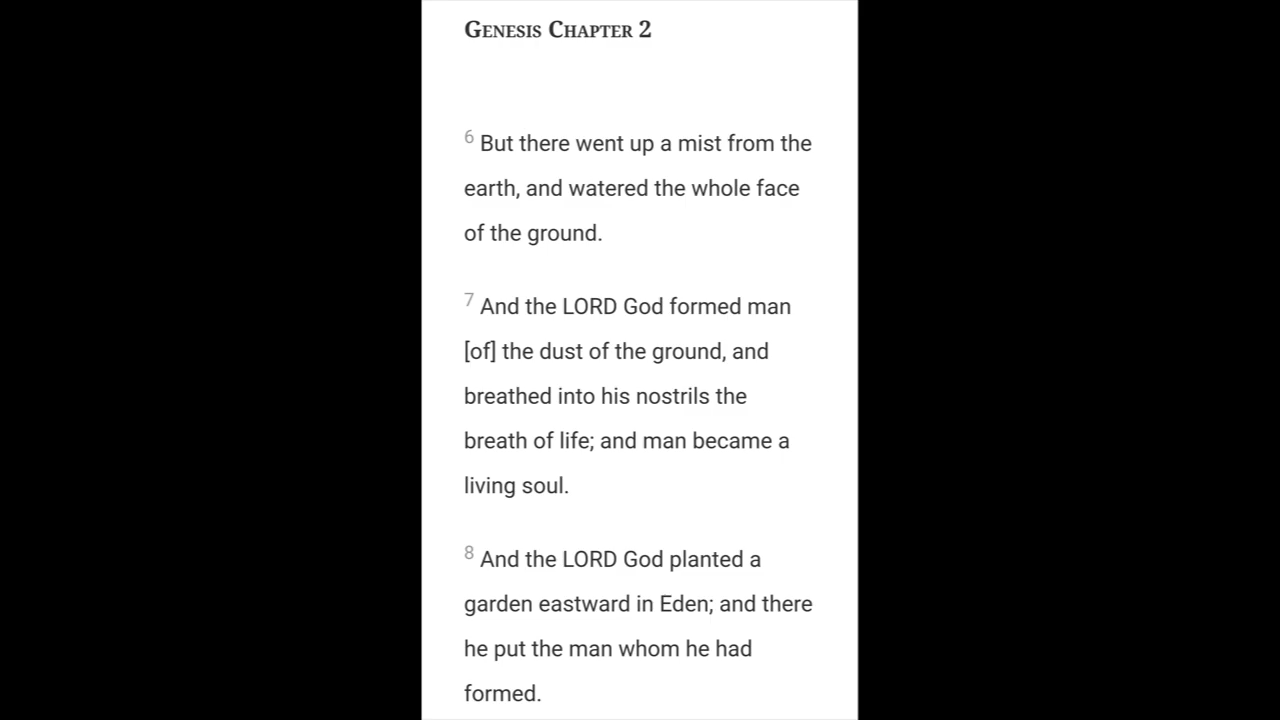 Genesis Chapter 2
6 But there went up a mist from the
earth, and watered the whole face
of the ground.
7 And the LORD God formed man
[of] the dust of the ground, and
breathed into his nostrils the
breath of life; and man became a
living soul.
8 And the LORD God planted a
garden eastward in Eden; and there
he put the man whom he had
formed.